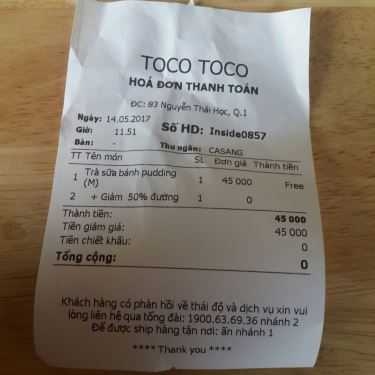 TOCO TOCO
HOÁ ĐƠN THANH TOÁN
ĐC: 83 Nguyễn Thái Học, Q.1
Ngày: 14.05.2017
Giờ: 11.51 Số HD: Inside0857
Bàn: - Thu ngân: CASANG
TT Tên món SL Đơn giá Thành tiền
1 Trà sữa bánh pudding (M) 1 45 000 Free
2 + Giảm 50% đường 1 0
Thành tiền: 45 000
Tiền giảm giá: 45 000
Tiền chiết khấu: 0
Tổng cộng: 0
Khách hàng có phản hồi về thái độ và dịch vụ xin vui
lòng liên hệ qua tổng đài: 1900.63.69.36 nhánh 2
Để được ship hàng tận nơi: ấn nhánh 1
**** Thank you ****